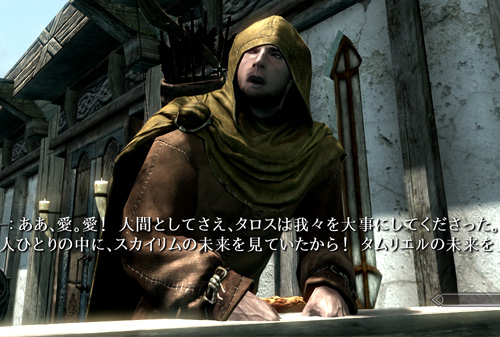 ：ああ、愛。愛！ 人間としてさえ、タロスは我々を大事にしてくださった。
人ひとりの中に、スカイリムの未来を見ていたから！ タムリエルの未来を